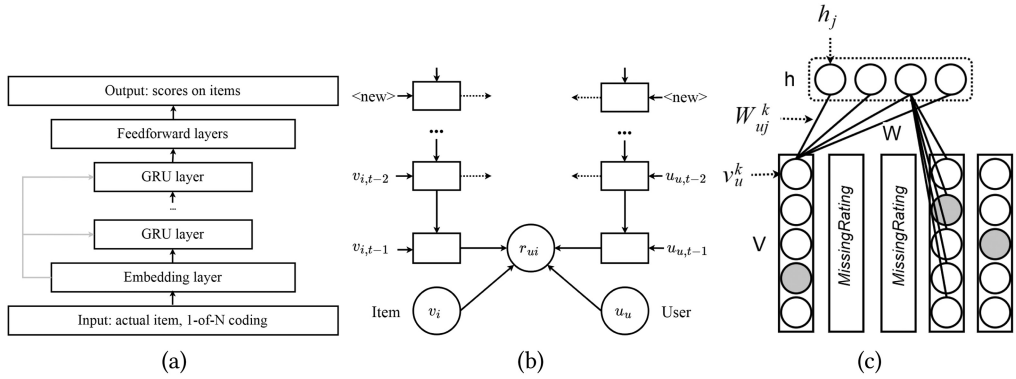 Output: scores on items
Feedforward layers
GRU layer
...
GRU layer
Embedding layer
Input: actual item, 1-of-N coding
(a)
<new>
<new>
...
...
v_{i,t-2}
u_{u,t-2}
v_{i,t-1}
r_{ui}
u_{u,t-1}
Item
v_i
u_u
User
(b)
h_j
h
W_{uj}^k
W
v_u^k
V
MissingRating
MissingRating
(c)